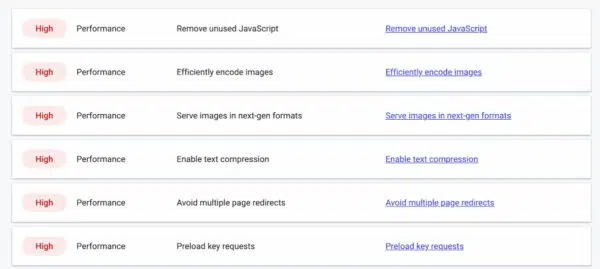 High Performance Remove unused JavaScript Remove unused JavaScript
High Performance Efficiently encode images Efficiently encode images
High Performance Serve images in next-gen formats Serve images in next-gen formats
High Performance Enable text compression Enable text compression
High Performance Avoid multiple page redirects Avoid multiple page redirects
High Performance Preload key requests Preload key requests